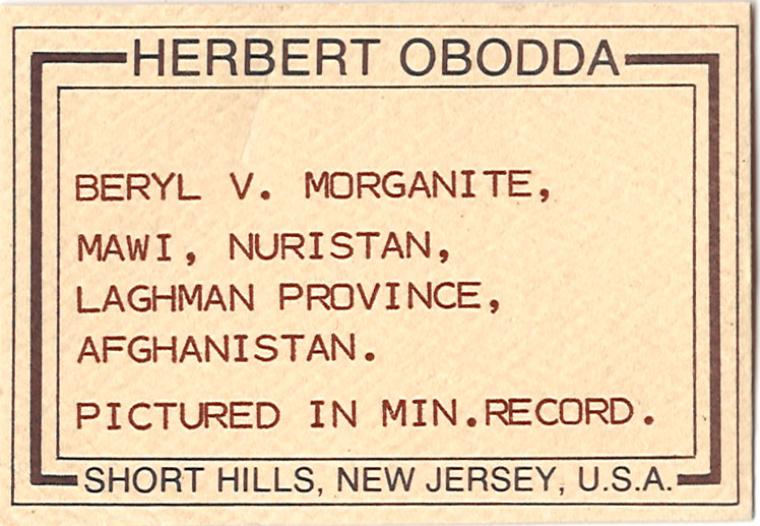 HERBERT OBODDA
BERYL V. MORGANITE,
MAWI, NURISTAN,
LAGHMAN PROVINCE,
AFGHANISTAN.
PICTURED IN MIN.RECORD.
SHORT HILLS, NEW JERSEY, U.S.A.